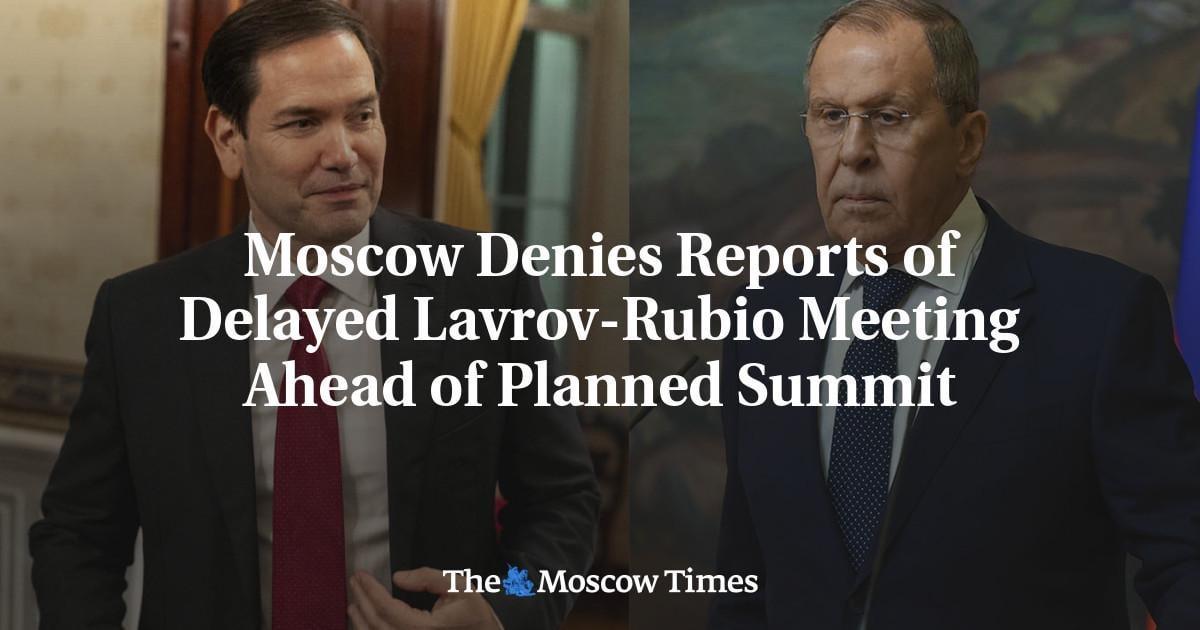 Moscow Denies Reports of
Delayed Lavrov-Rubio Meeting
Ahead of Planned Summit
The Moscow Times